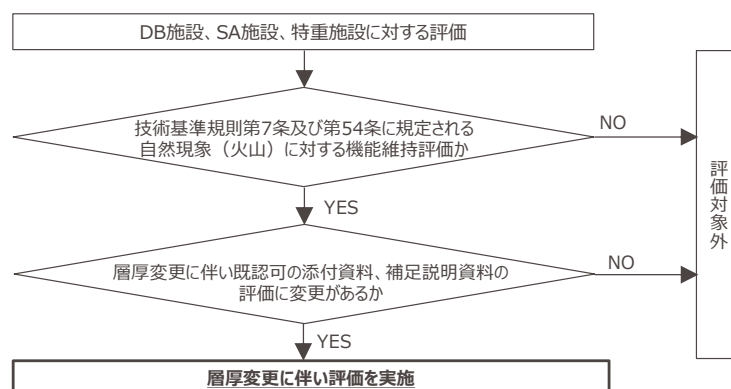 DB施設、SA施設、特重施設に対する評価
技術基準規則第7条及び第54条に規定される
自然現象（火山）に対する機能維持評価か
NO
YES
層厚変更に伴い既認可の添付資料、補足説明資料の
評価に変更があるか
NO
YES
層厚変更に伴い評価を実施
評価対象外